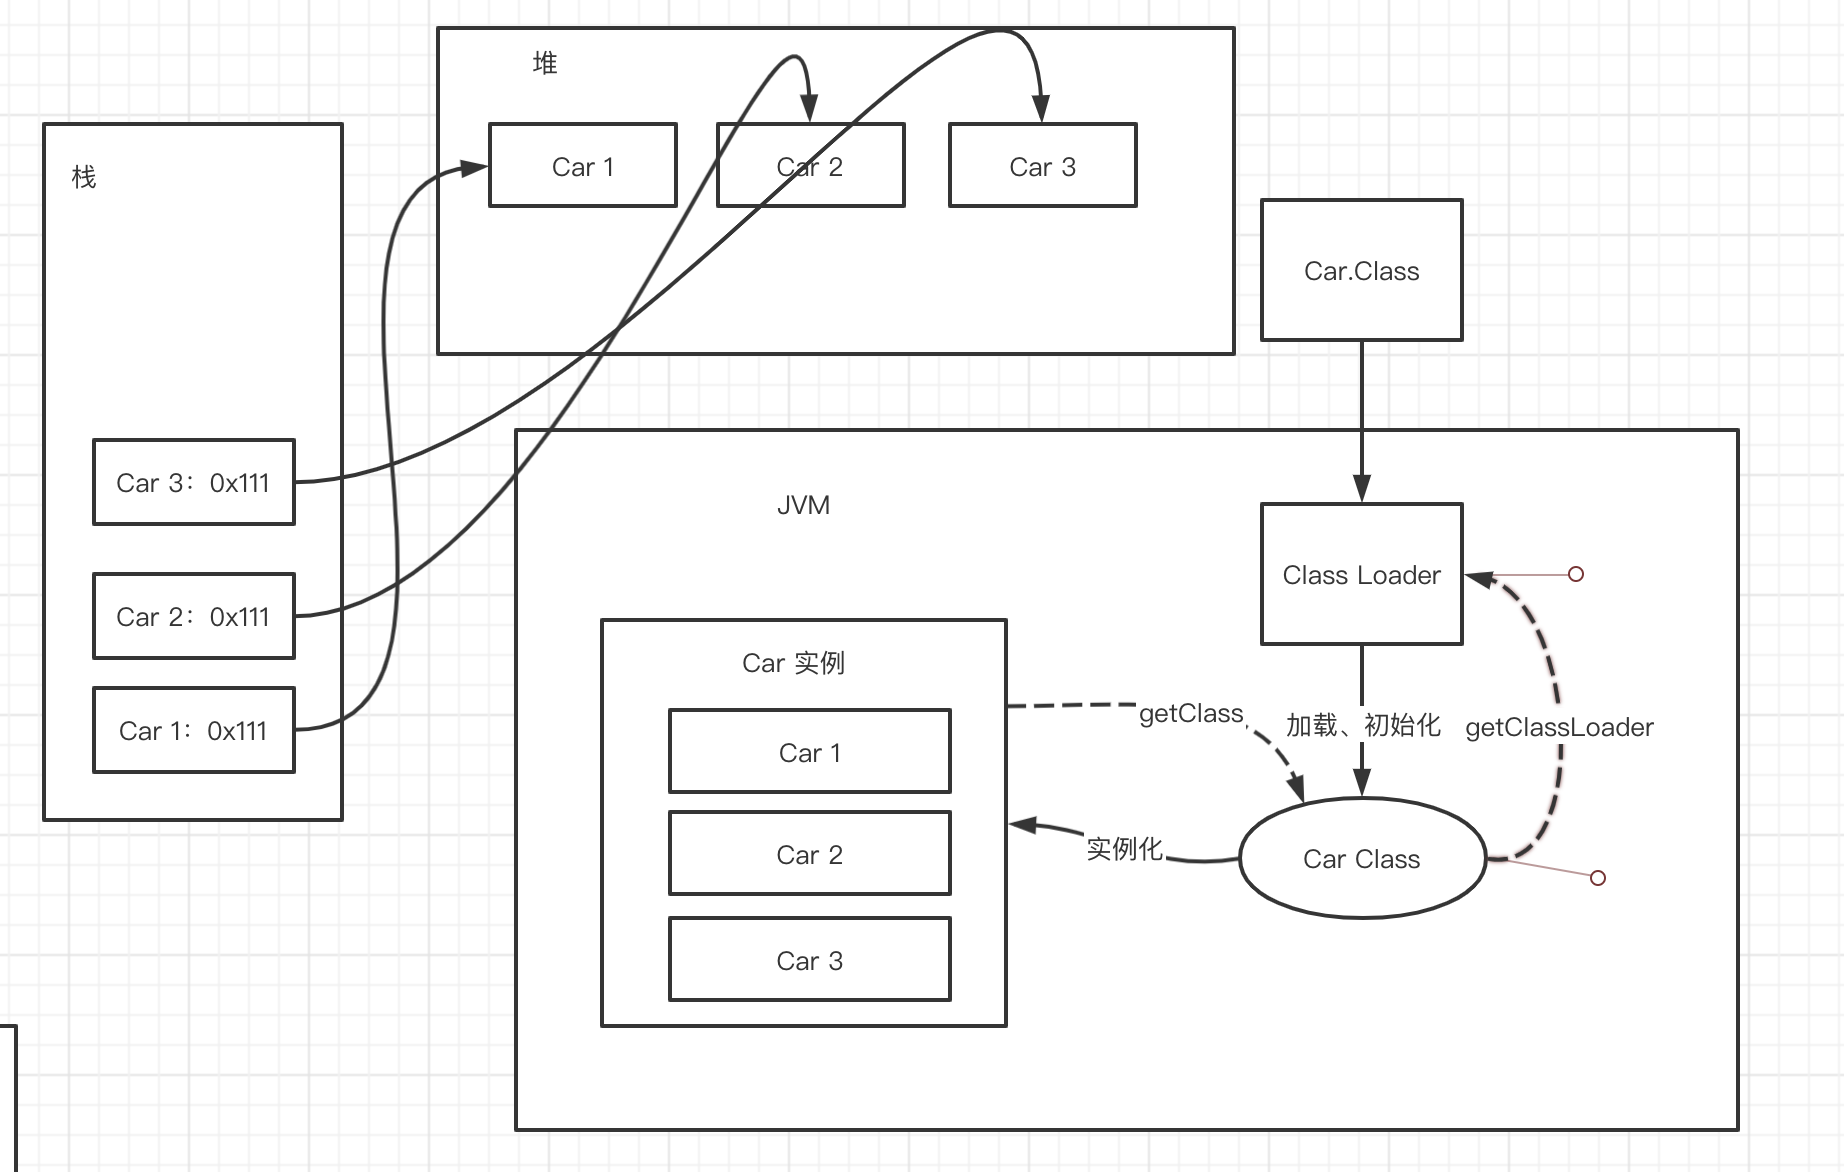 堆
Car 1
Car 2
Car 3
栈
Car 3：0x111
Car 2：0x111
Car 1：0x111
Car.Class
JVM
Class Loader
Car 实例
Car 1
Car 2
Car 3
getClass
加载、初始化
getClassLoader
实例化
Car Class